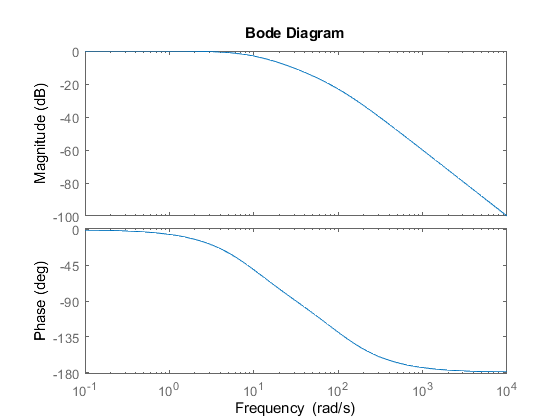 Bode Diagram
Magnitude (dB)
0
-20
-40
-60
-80
-100
Phase (deg)
0
-45
-90
-135
-180
10^-1 10^0 10^1 10^2 10^3 10^4
Frequency (rad/s)